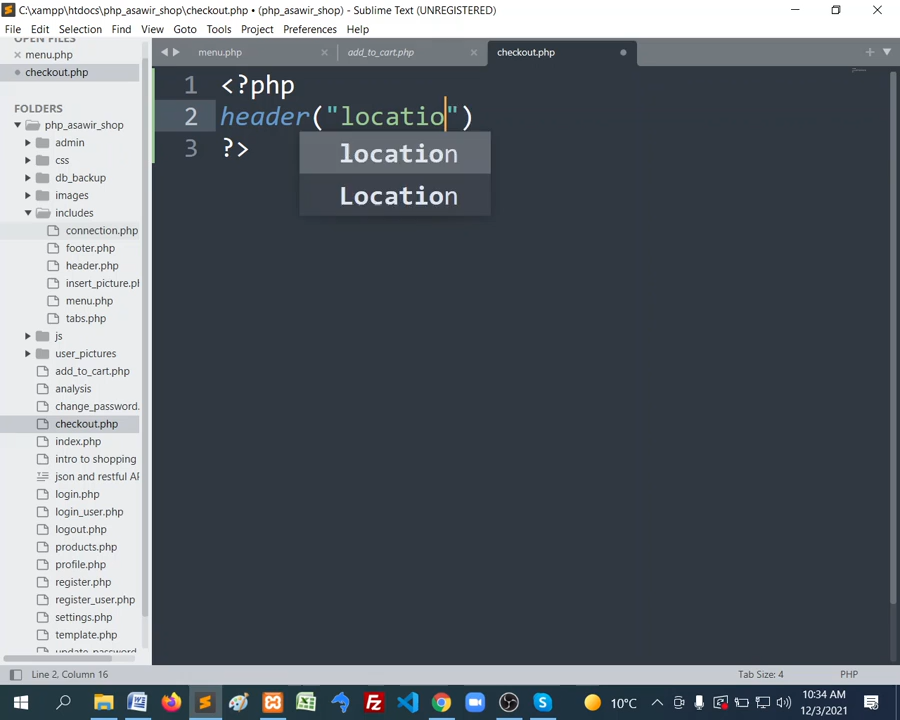 C:\xampp\htdocs\php_asawir_shop\checkout.php • (php_asawir_shop) - Sublime Text (UNREGISTERED)
File Edit Selection Find View Goto Tools Project Preferences Help
OPEN FILES
menu.php
checkout.php
FOLDERS
php_asawir_shop
admin
css
db_backup
images
includes
connection.php
footer.php
header.php
insert_picture.pl
menu.php
tabs.php
js
user_pictures
add_to_cart.php
analysis
change_password.
checkout.php
index.php
intro to shopping
json and restful AP
login.php
login_user.php
logout.php
products.php
profile.php
register.php
register_user.php
settings.php
template.php
update_password
menu.php
add_to_cart.php
checkout.php
1 <?php
2 header("locatio")
3 ?>
location
Location
Line 2, Column 16
Tab Size: 4
PHP
10°C
10:34 AM
12/3/2021